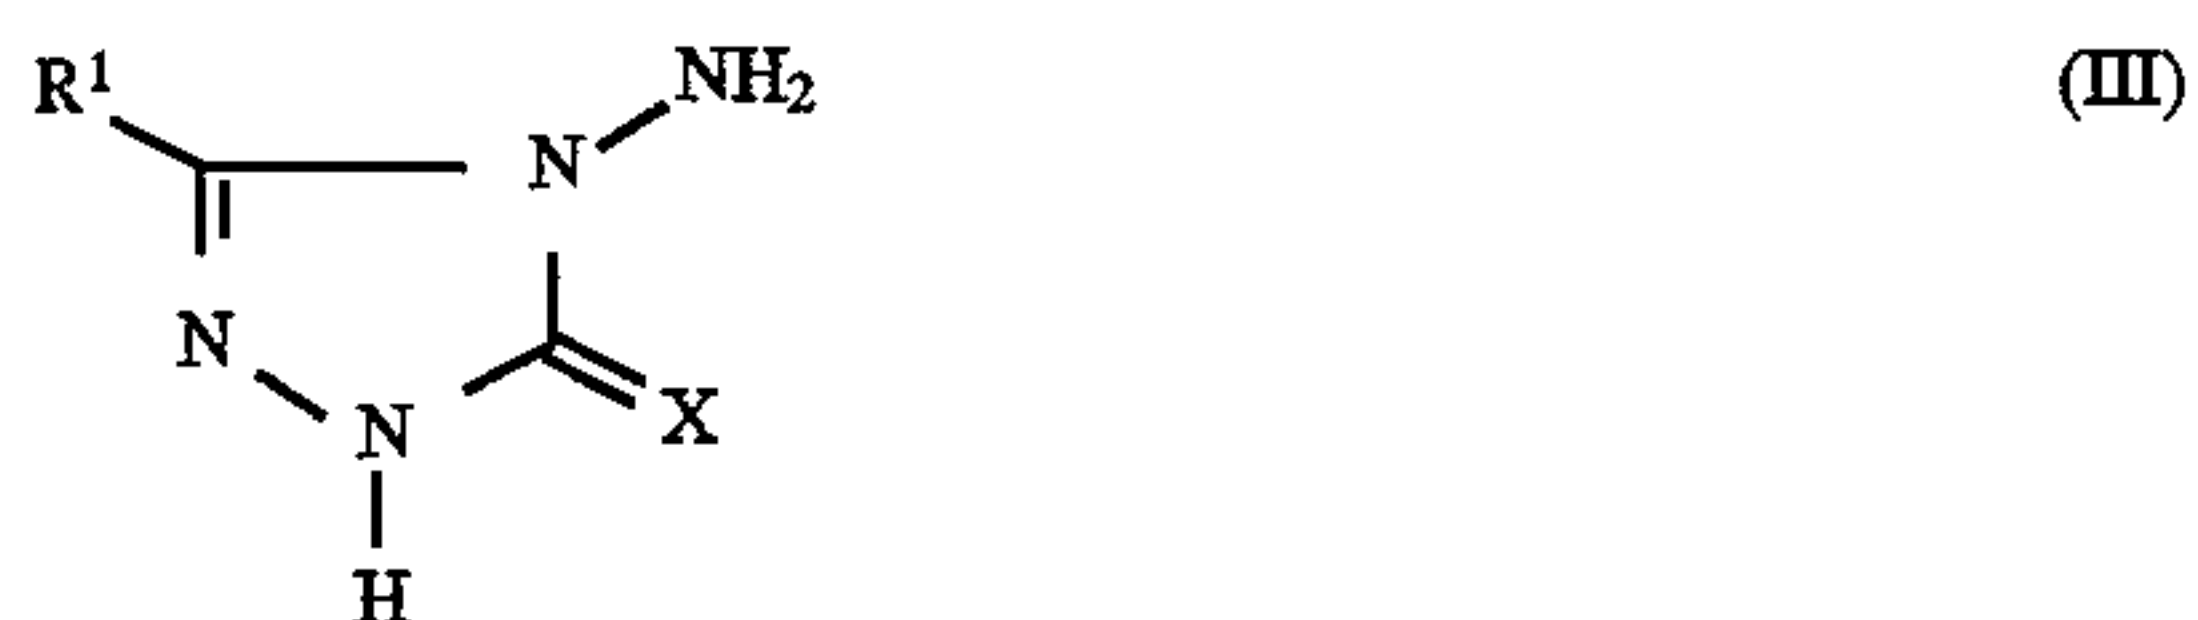 R¹ NH₂ (III)
N
N
N X
H